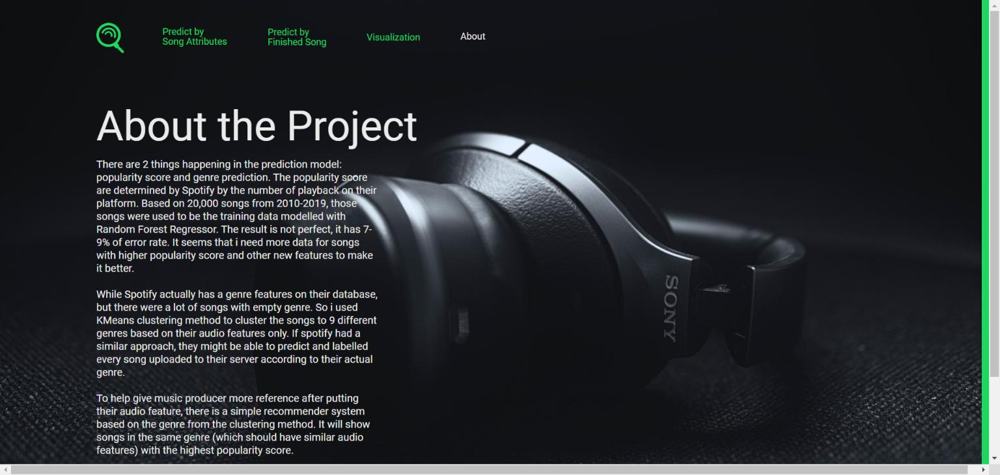 Predict by
Song Attributes
Predict by
Finished Song
Visualization
About
About the Project
There are 2 things happening in the prediction model:
popularity score and genre prediction. The popularity score
are determined by Spotify by the number of playback on their
platform. Based on 20,000 songs from 2010-2019, those
songs were used to be the training data modelled with
Random Forest Regressor. The result is not perfect, it has 7-
9% of error rate. It seems that i need more data for songs
with higher popularity score and other new features to make
it better.
While Spotify actually has a genre features on their database,
but there were a lot of songs with empty genre. So i used
KMeans clustering method to cluster the songs to 9 different
genres based on their audio features only. If spotify had a
similar approach, they might be able to predict and labelled
every song uploaded to their server according to their actual
genre.
To help give music producer more reference after putting
their audio feature, there is a simple recommender system
based on the genre from the clustering method. It will show
songs in the same genre (which should have similar audio
features) with the highest popularity score.
SONY